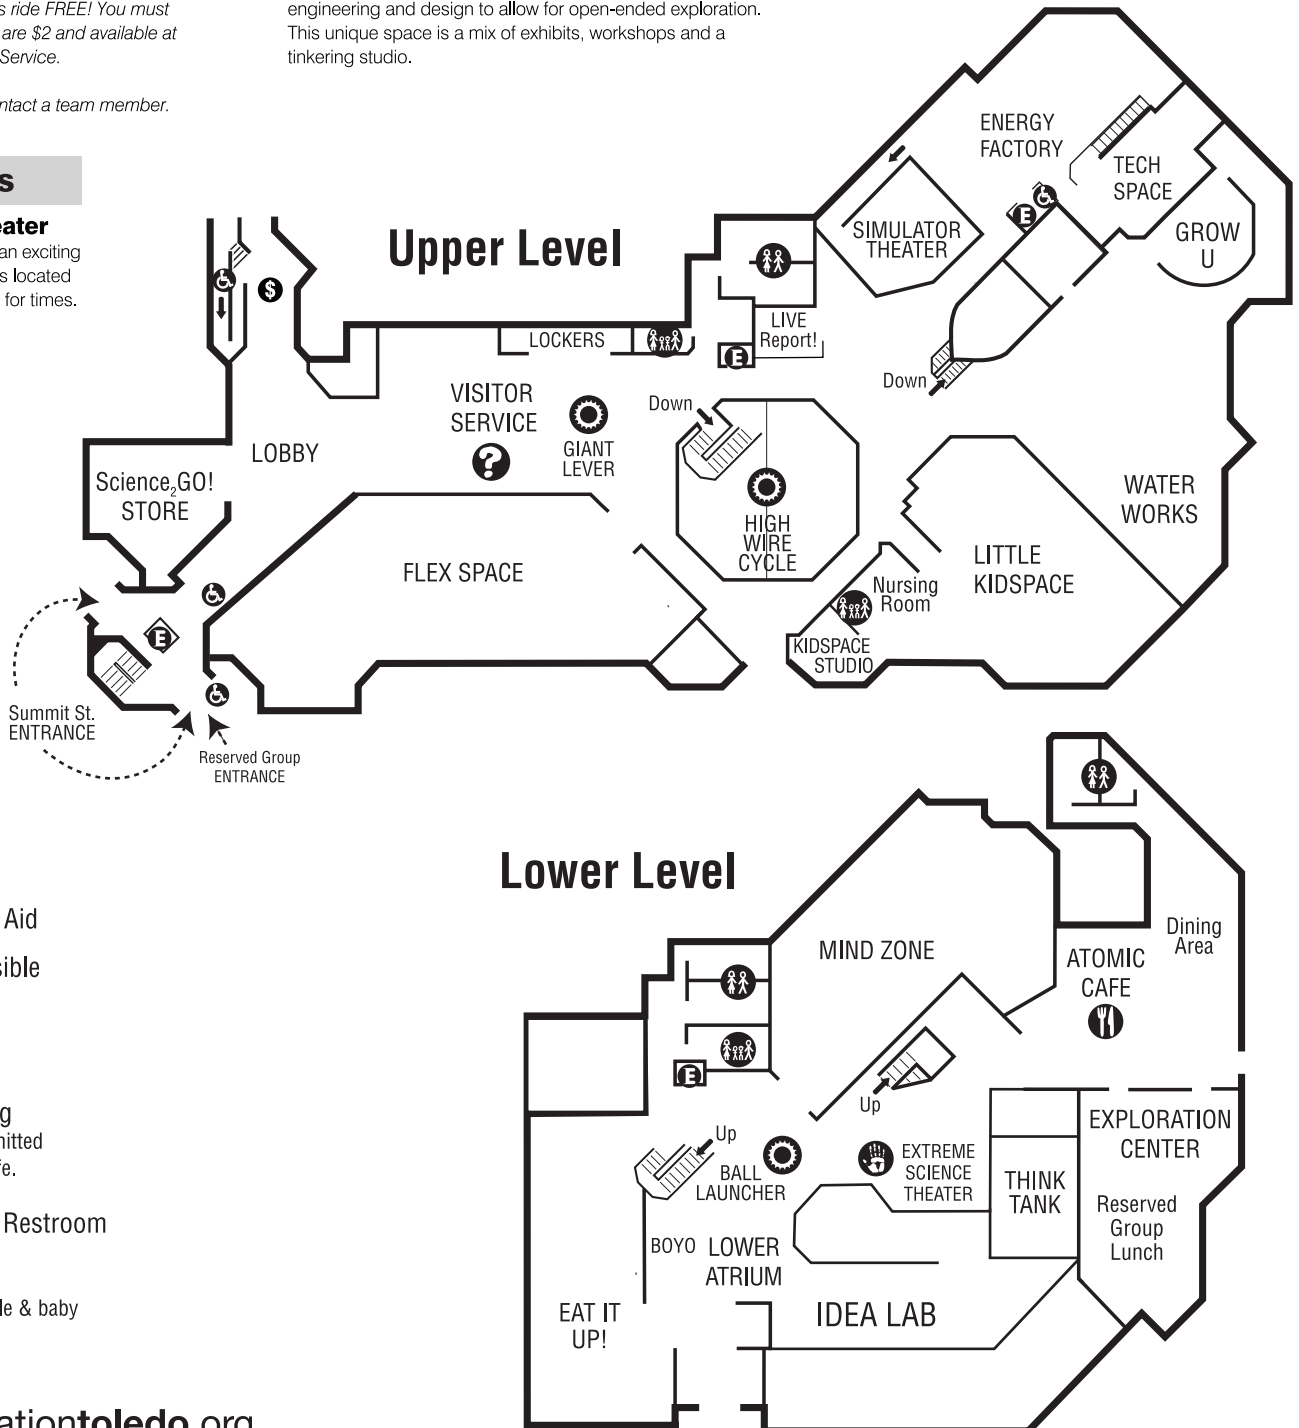 s ride FREE! You must
are $2 and available at
Service.
ntact a team member.
engineering and design to allow for open-ended exploration.
This unique space is a mix of exhibits, workshops and a
tinkering studio.
s
eater
an exciting
s located
for times.
Upper Level
ENERGY
FACTORY
TECH
SPACE
E
SIMULATOR
THEATER
GROW
U
$
LOCKERS
LIVE
Report!
E
Down
VISITOR
SERVICE
?
GIANT
LEVER
Down
LOBBY
Science2GO!
STORE
HIGH
WIRE
CYCLE
WATER
WORKS
FLEX SPACE
LITTLE
KIDSPACE
Nursing
Room
KIDSPACE
STUDIO
E
Summit St.
ENTRANCE
Reserved Group
ENTRANCE
Lower Level
Aid
sible
g
nitted
fe.
Restroom
le & baby
MIND ZONE
Dining
Area
ATOMIC
CAFE
E
Up
Up
BALL
LAUNCHER
EXTREME
SCIENCE
THEATER
THINK
TANK
EXPLORATION
CENTER
Reserved
Group
Lunch
BOYO
LOWER
ATRIUM
EAT IT
UP!
IDEA LAB
ationtoledo.org